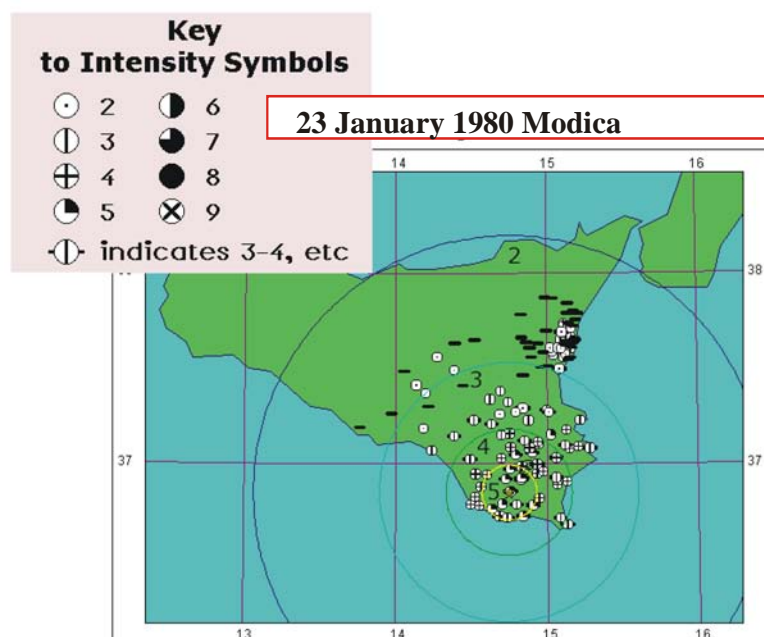 Key
to Intensity Symbols
2 6
3 7
4 8
5 9
indicates 3-4, etc
23 January 1980 Modica
14 15 16
2
38
3
37 37
4
5
13 14 15 16